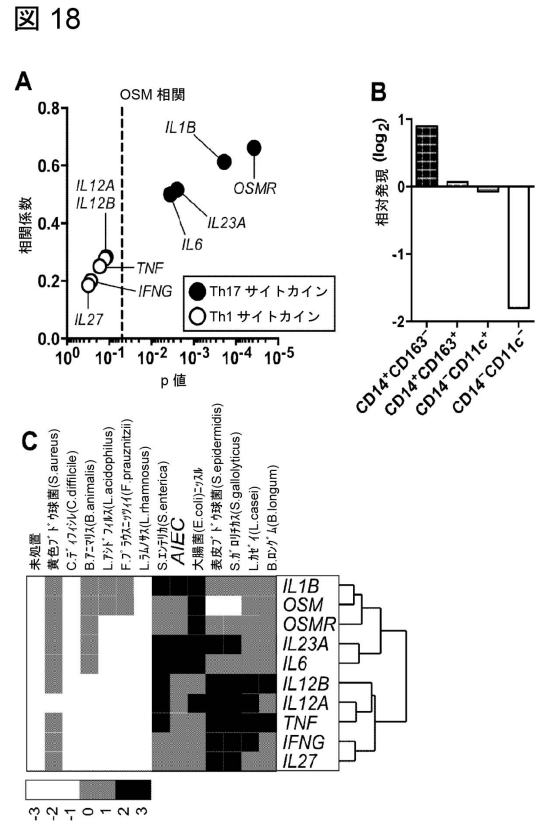 図 18
A
OSM 相関
0.8
0.6
0.4
0.2
0.0
相関係数
IL1B
OSMR
IL23A
IL6
IL12A
IL12B
TNF
IFNG
IL27
Th17 サイトカイン
Th1 サイトカイン
10⁰ 10⁻¹ 10⁻² 10⁻³ 10⁻⁴ 10⁻⁵
p 値
B
相対発現 (log₂)
1
0
-1
-2
CD14⁺CD163⁻
CD14⁺CD163⁺
CD14⁻CD11c⁺
CD14⁻CD11c⁻
C
未処置
黄色ブドウ球菌(S.aureus)
C.ディフィシレ(C.diffilcile)
B.アニマリス(B.animalis)
L.アシドフィルス(L.acidophilus)
F.プラウスニッツイイ(F.prauznitzii)
L.ラムノサス(L.rhamnosus)
S.エンテリカ(S.enterica)
AIEC
大腸菌(E.coli)ニッスル
表皮ブドウ球菌(S.epidermidis)
S.ガロリチカス(S.gallolyticus)
L.カゼイ(L.casei)
B.ロングム(B.longum)
IL1B
OSM
OSMR
IL23A
IL6
IL12B
IL12A
TNF
IFNG
IL27
-3 -2 -1 0 1 2 3